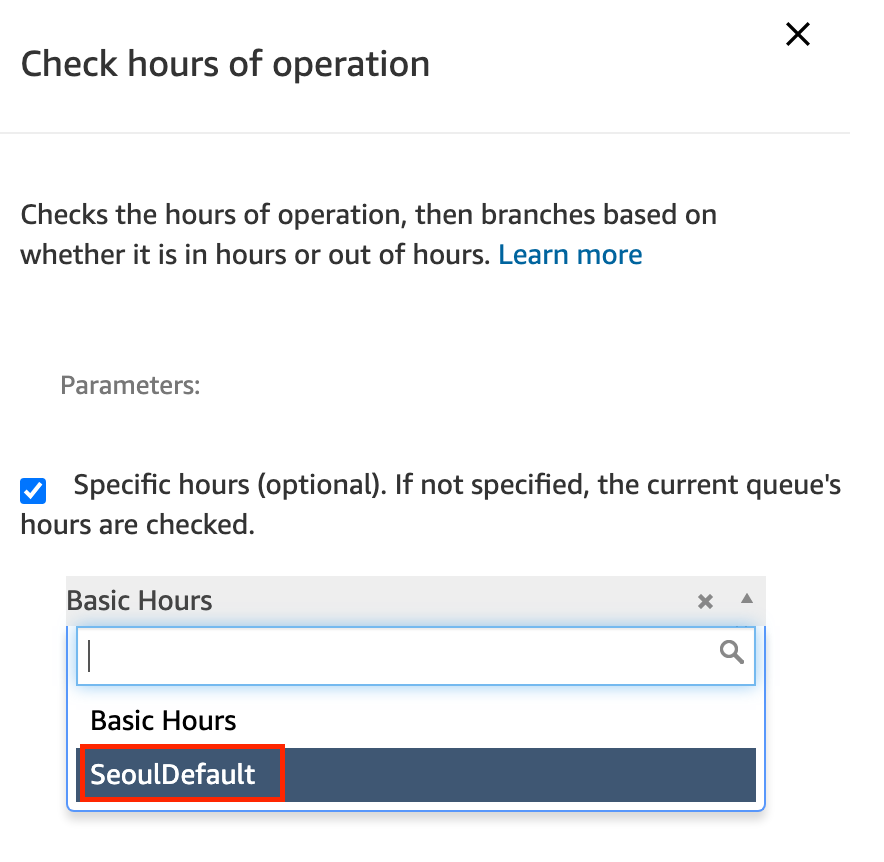 Check hours of operation
Checks the hours of operation, then branches based on
whether it is in hours or out of hours. Learn more
Parameters:
Specific hours (optional). If not specified, the current queue's
hours are checked.
Basic Hours
Basic Hours
SeoulDefault